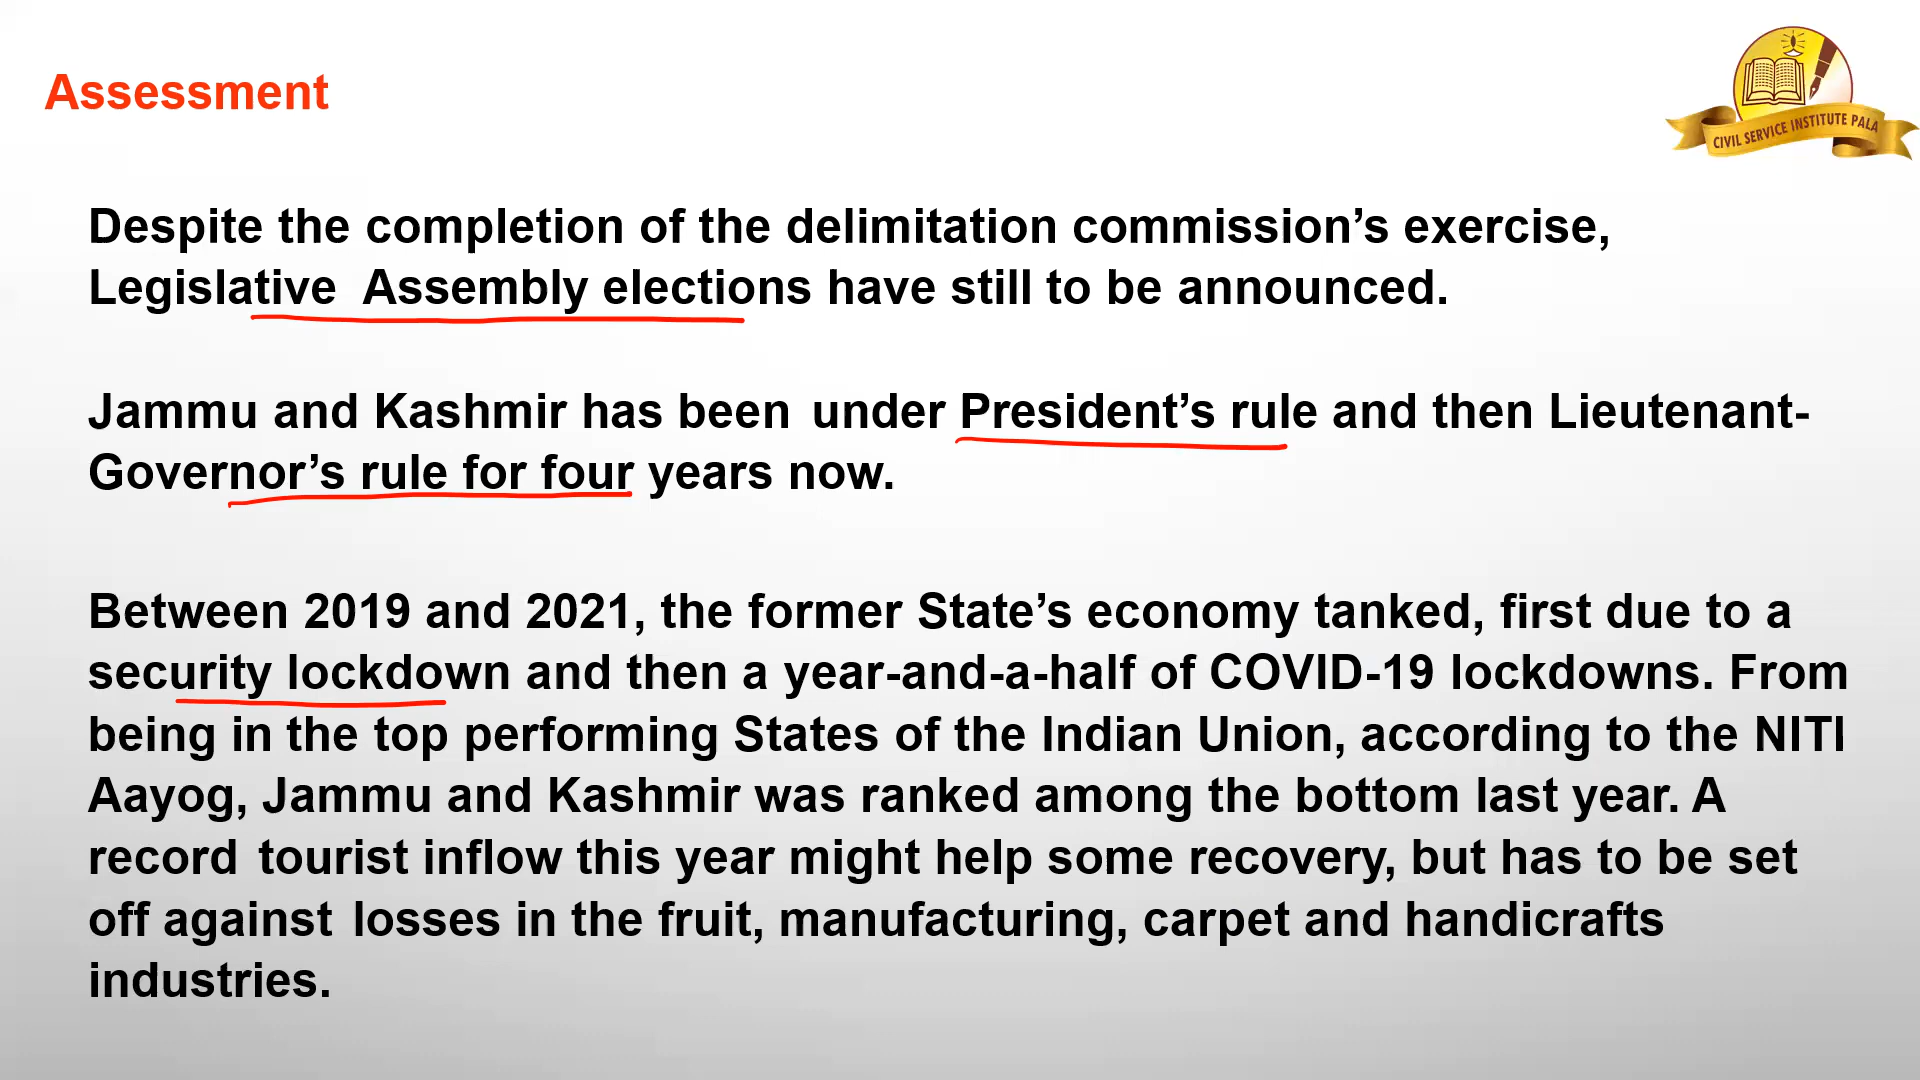 Assessment
CIVIL SERVICE INSTITUTE PALA
Despite the completion of the delimitation commission’s exercise,
Legislative Assembly elections have still to be announced.
Jammu and Kashmir has been under President’s rule and then Lieutenant-
Governor’s rule for four years now.
Between 2019 and 2021, the former State’s economy tanked, first due to a
security lockdown and then a year-and-a-half of COVID-19 lockdowns. From
being in the top performing States of the Indian Union, according to the NITI
Aayog, Jammu and Kashmir was ranked among the bottom last year. A
record tourist inflow this year might help some recovery, but has to be set
off against losses in the fruit, manufacturing, carpet and handicrafts
industries.